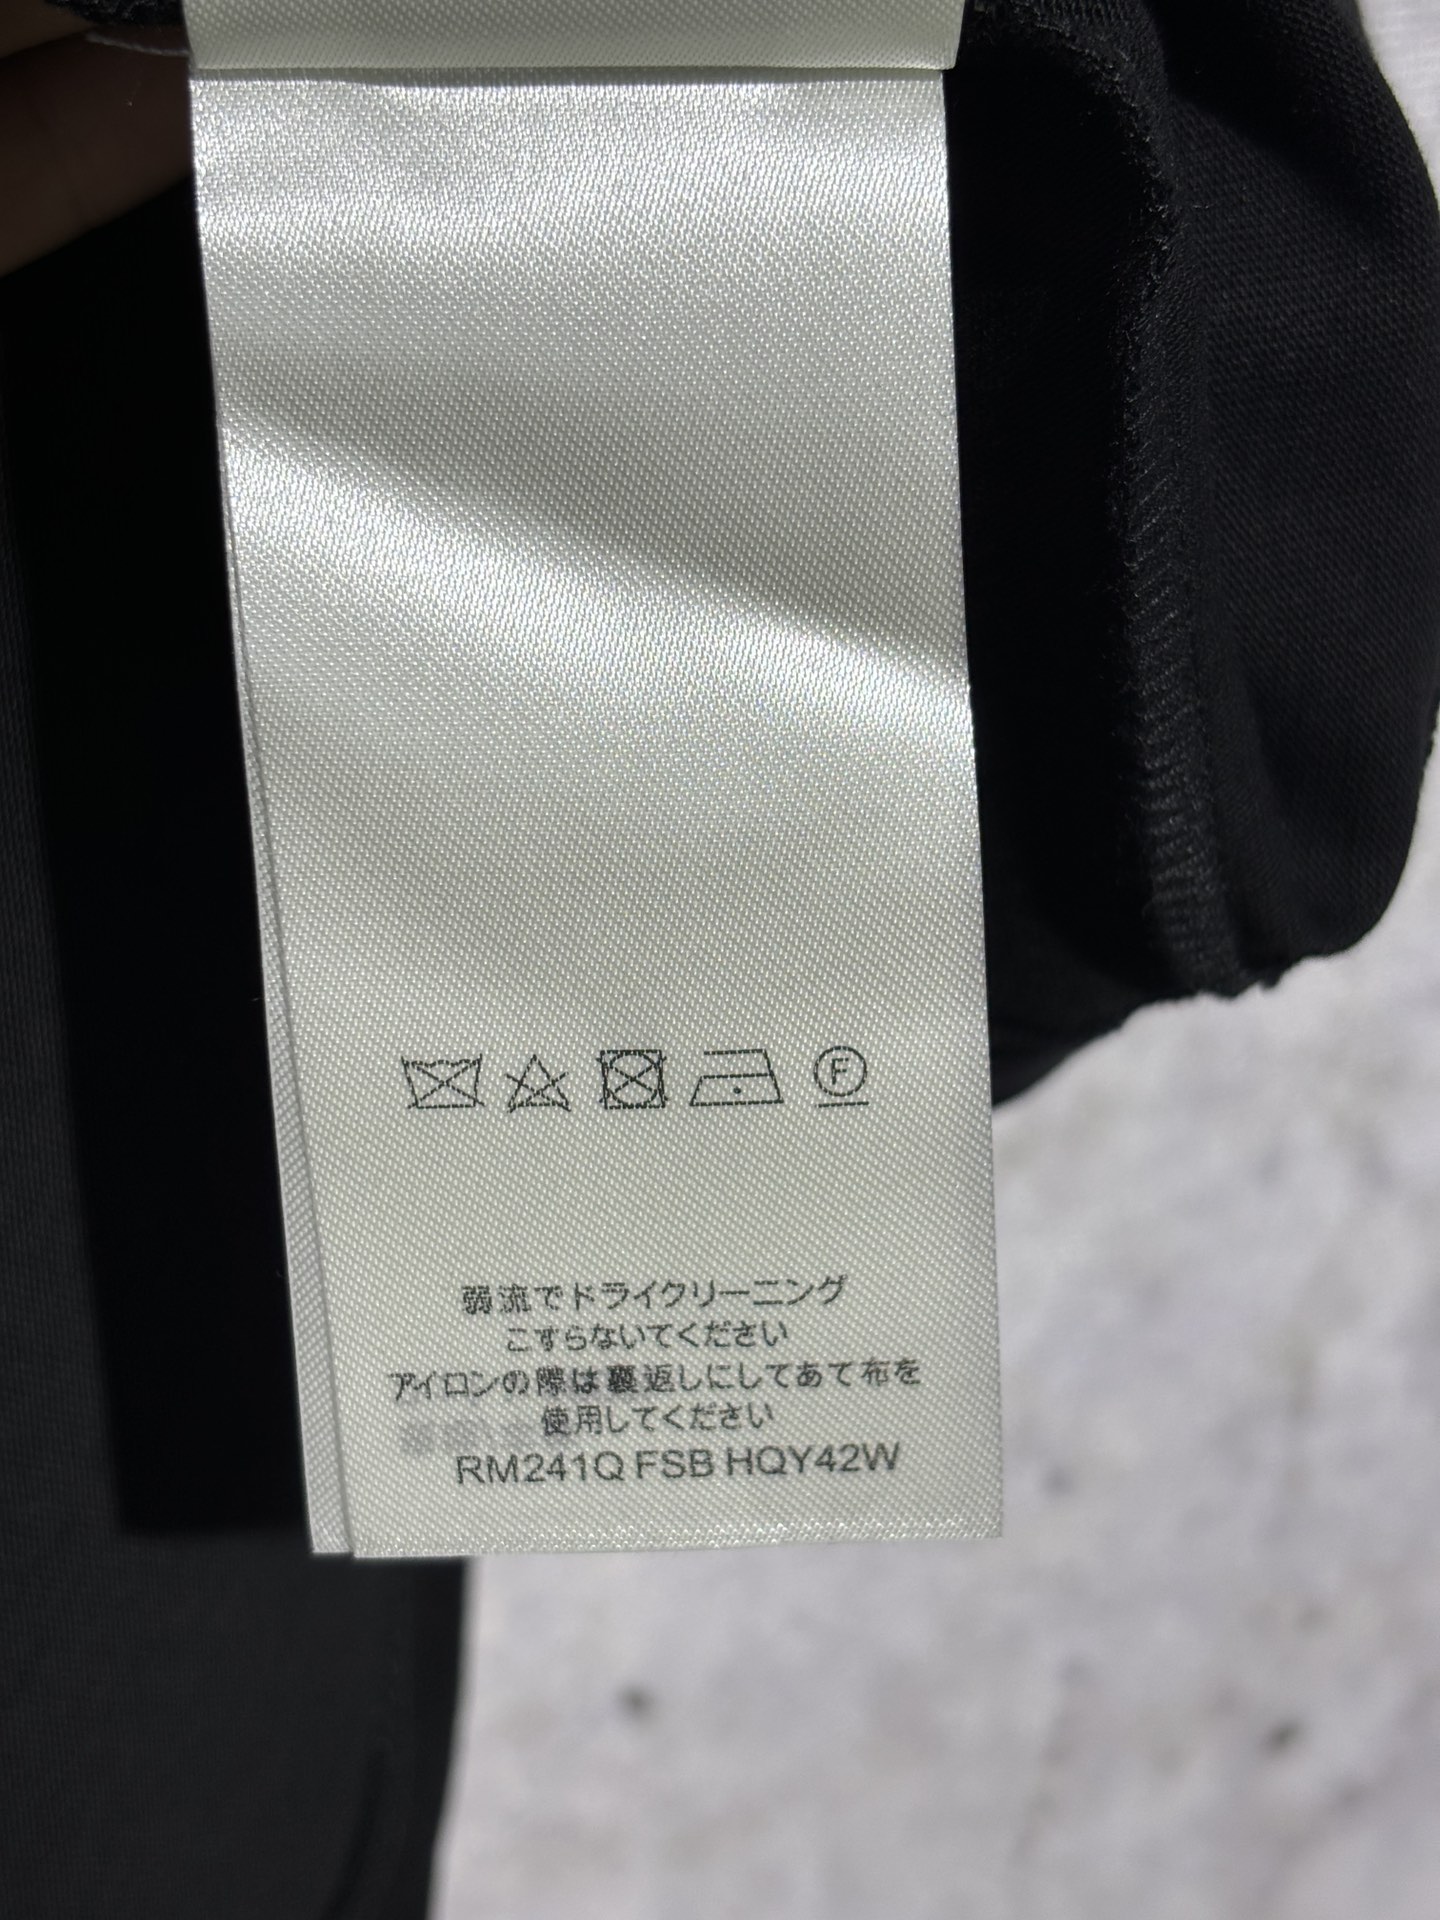 F
弱流でドライクリーニング
こすらないてください
アイロンの際は裏返しにしてあて布を
使用してください
RM241Q FSB HQY42W